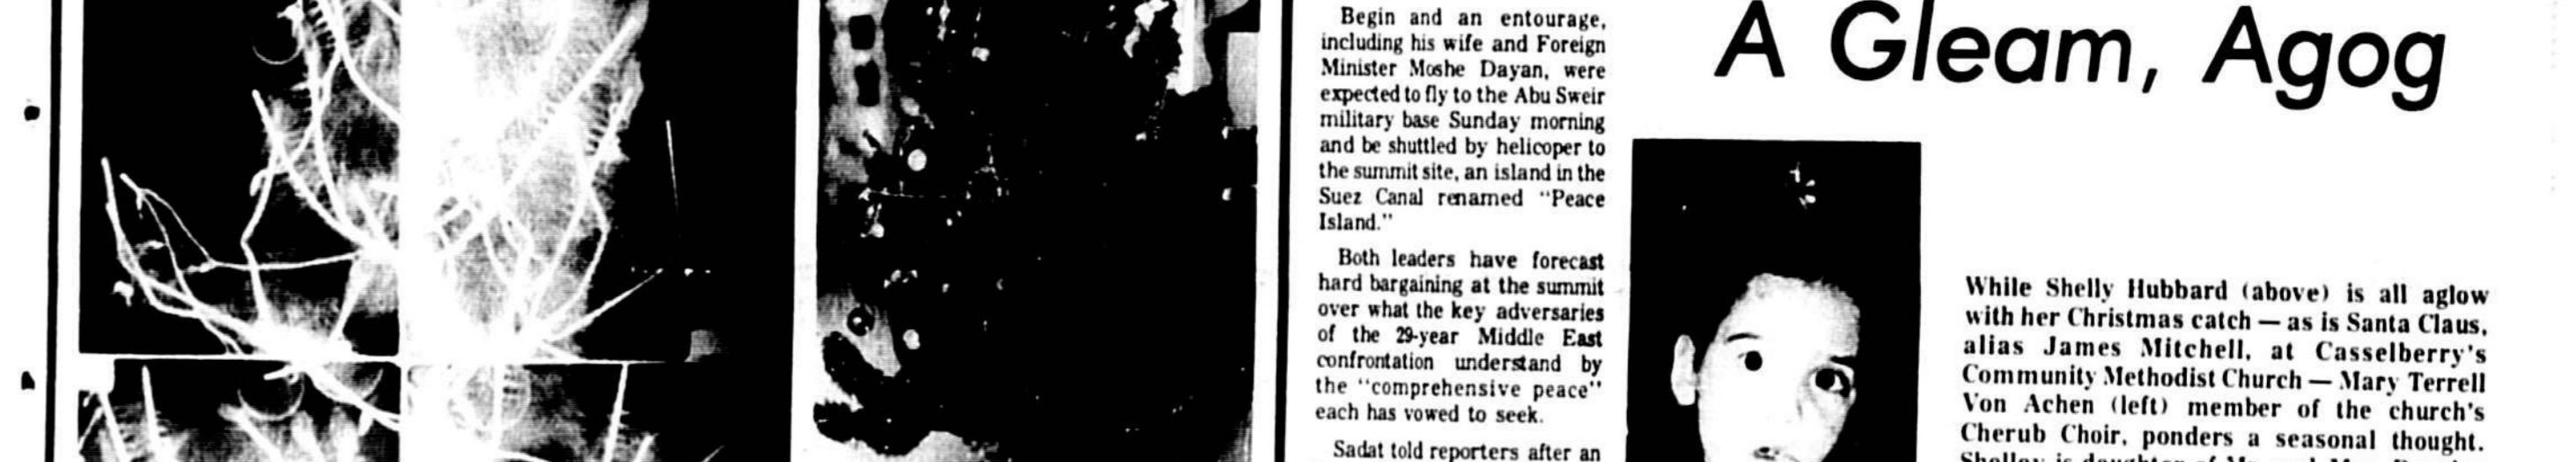 Begin and an entourage,
including his wife and Foreign
Minister Moshe Dayan, were
expected to fly to the Abu Sweir
military base Sunday morning
and be shuttled by helicoper to
the summit site, an island in the
Suez Canal renamed "Peace
Island."
Both leaders have forecast
hard bargaining at the summit
over what the key adversaries
of the 29-year Middle East
confrontation understand by
the "comprehensive peace"
each has vowed to seek.
Sadat told reporters after an
A Gleam, Agog
While Shelly Hubbard (above) is all aglow
with her Christmas catch — as is Santa Claus,
alias James Mitchell, at Casselberry's
Community Methodist Church — Mary Terrell
Von Achen (left) member of the church's
Cherub Choir, ponders a seasonal thought.